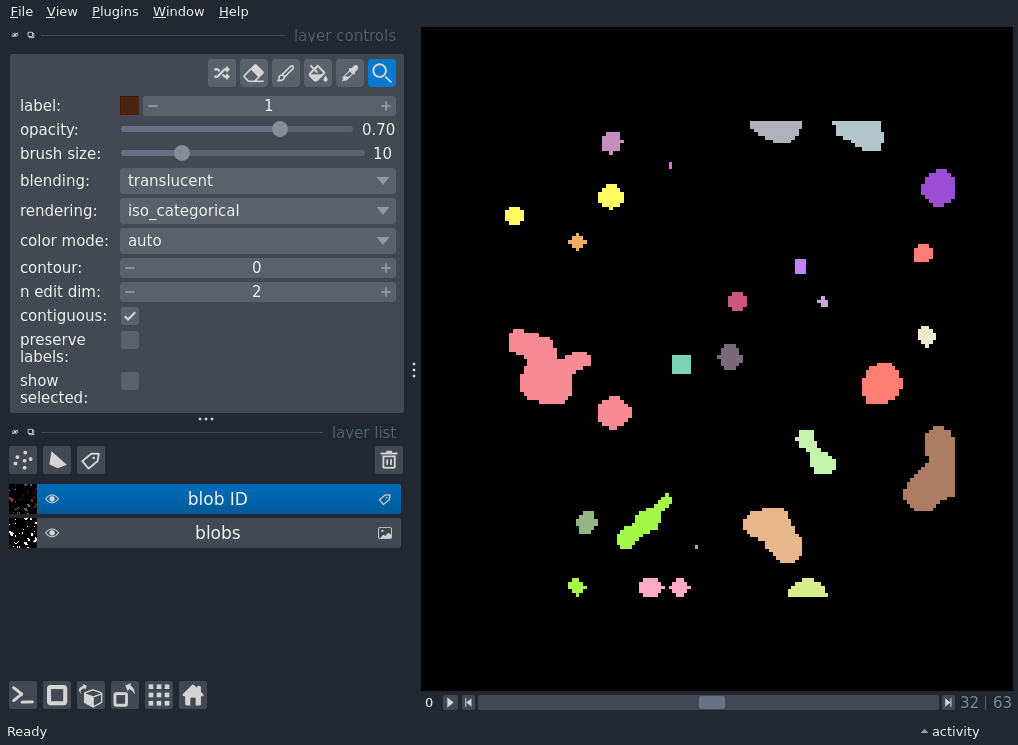 File View Plugins Window Help
layer controls
label: 1
opacity: 0.70
brush size: 10
blending: translucent
rendering: iso_categorical
color mode: auto
contour: 0
n edit dim: 2
contiguous:
preserve
labels:
show
selected:
layer list
blob ID
blobs
0 32 | 63
Ready activity